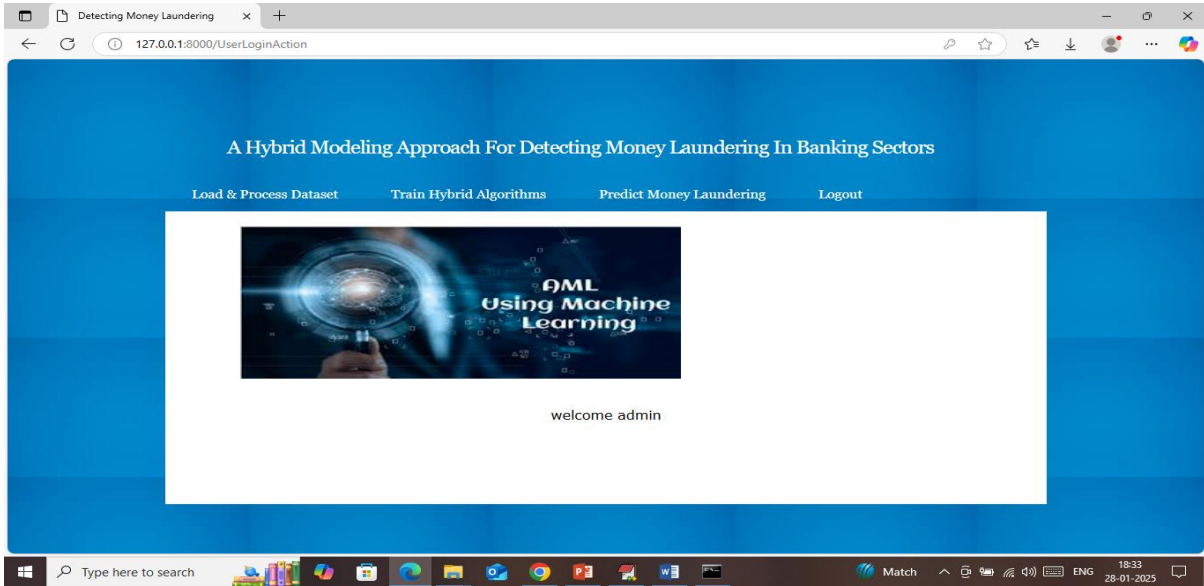 Detecting Money Laundering
127.0.0.1:8000/UserLoginAction
A Hybrid Modeling Approach For Detecting Money Laundering In Banking Sectors
Load & Process Dataset Train Hybrid Algorithms Predict Money Laundering Logout
AML
Using Machine
Learning
welcome admin
Type here to search Match ENG 18:33
28-01-2025